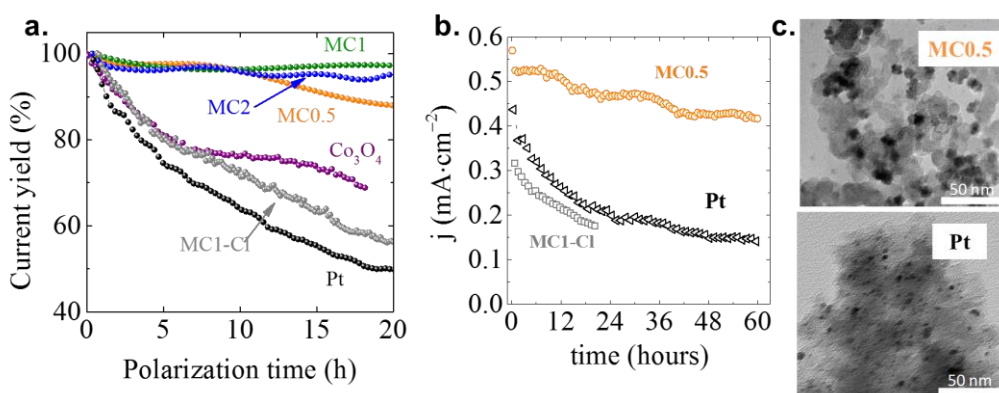 a.
Current yield (%)
100
80
60
40
MC1
MC2
MC0.5
Co₃O₄
MC1-Cl
Pt
0 5 10 15 20
Polarization time (h)
b.
j (mA·cm⁻²)
0.6
0.5
0.4
0.3
0.2
0.1
0.0
MC0.5
Pt
MC1-Cl
0 12 24 36 48 60
time (hours)
c.
MC0.5
50 nm
Pt
50 nm